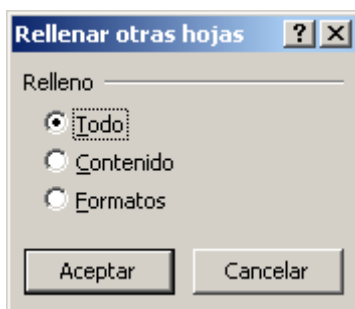 Rellenar otras hojas
Relleno
Todo
Contenido
Formatos
Aceptar Cancelar